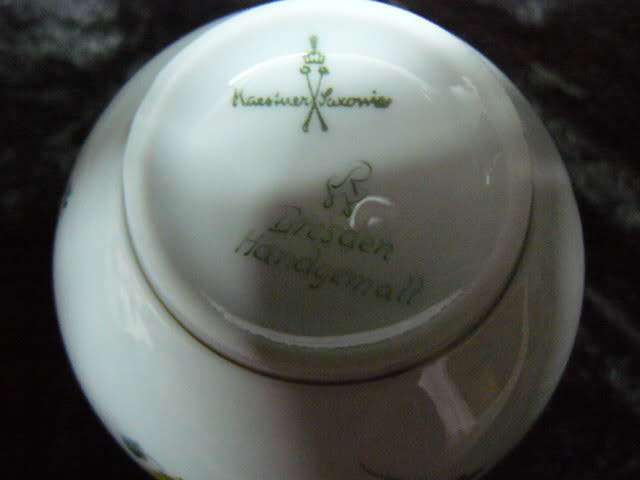 Kaestner Saxonia
R
Dresden
Handgemalt